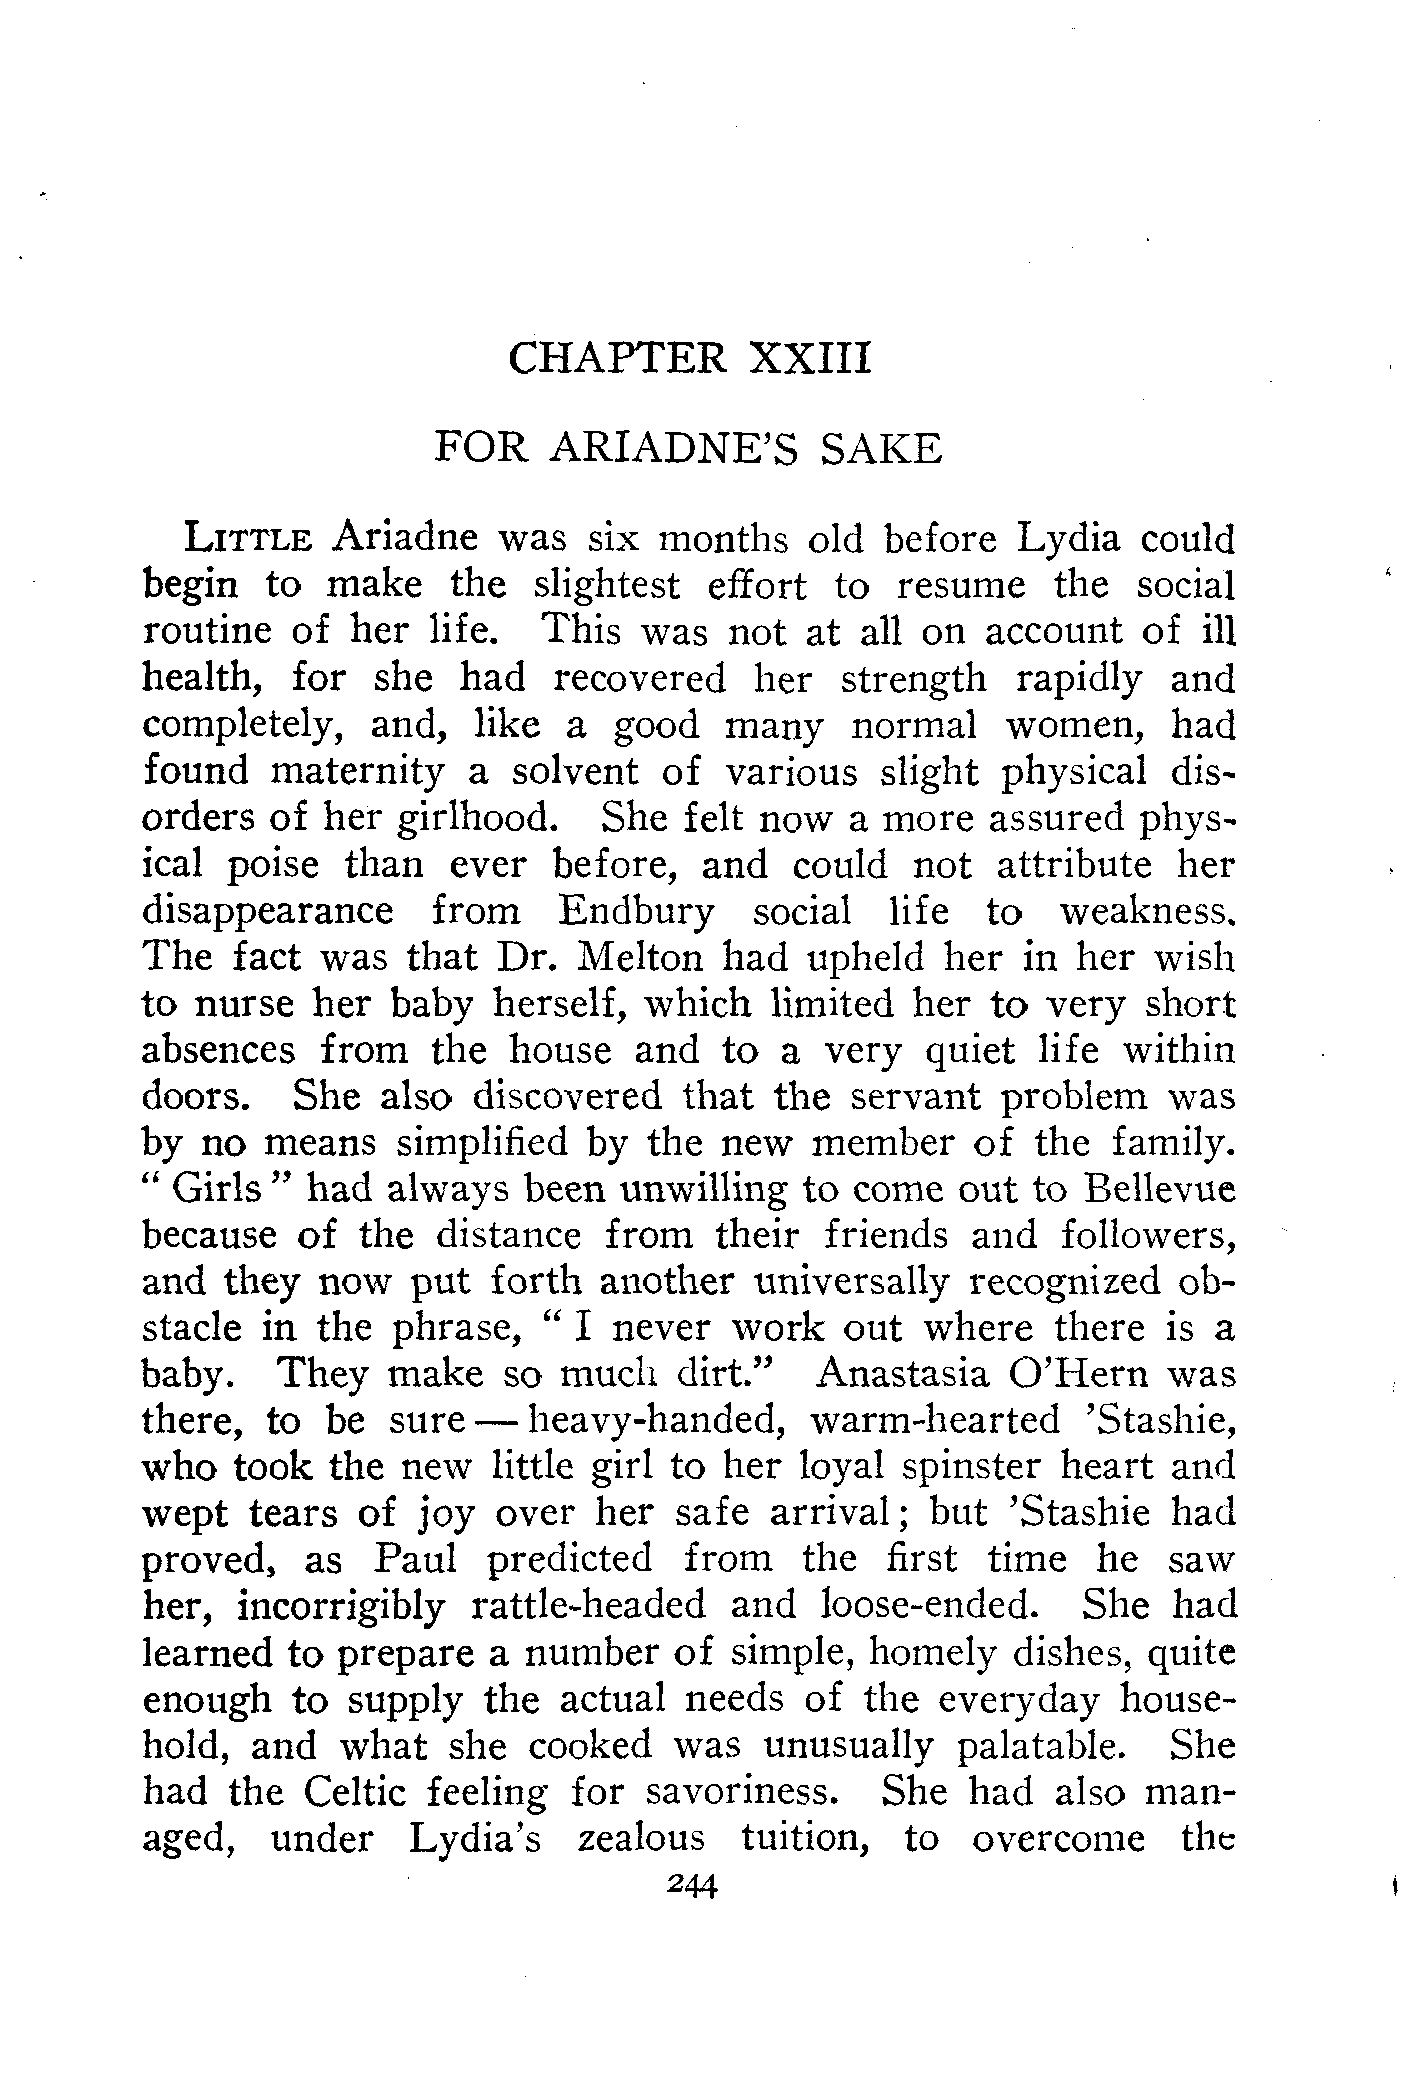 CHAPTER XXIII
FOR ARIADNE'S SAKE
LITTLE Ariadne was six months old before Lydia could
begin to make the slightest effort to resume the social
routine of her life. This was not at all on account of ill
health, for she had recovered her strength rapidly and
completely, and, like a good many normal women, had
found maternity a solvent of various slight physical dis-
orders of her girlhood. She felt now a more assured phys-
ical poise than ever before, and could not attribute her
disappearance from Endbury social life to weakness.
The fact was that Dr. Melton had upheld her in her wish
to nurse her baby herself, which limited her to very short
absences from the house and to a very quiet life within
doors. She also discovered that the servant problem was
by no means simplified by the new member of the family.
“ Girls ” had always been unwilling to come out to Bellevue
because of the distance from their friends and followers,
and they now put forth another universally recognized ob-
stacle in the phrase, “ I never work out where there is a
baby. They make so much dirt.” Anastasia O’Hern was
there, to be sure — heavy-handed, warm-hearted ’Stashie,
who took the new little girl to her loyal spinster heart and
wept tears of joy over her safe arrival; but ’Stashie had
proved, as Paul predicted from the first time he saw
her, incorrigibly rattle-headed and loose-ended. She had
learned to prepare a number of simple, homely dishes, quite
enough to supply the actual needs of the everyday house-
hold, and what she cooked was unusually palatable. She
had the Celtic feeling for savoriness. She had also man-
aged, under Lydia’s zealous tuition, to overcome the
244